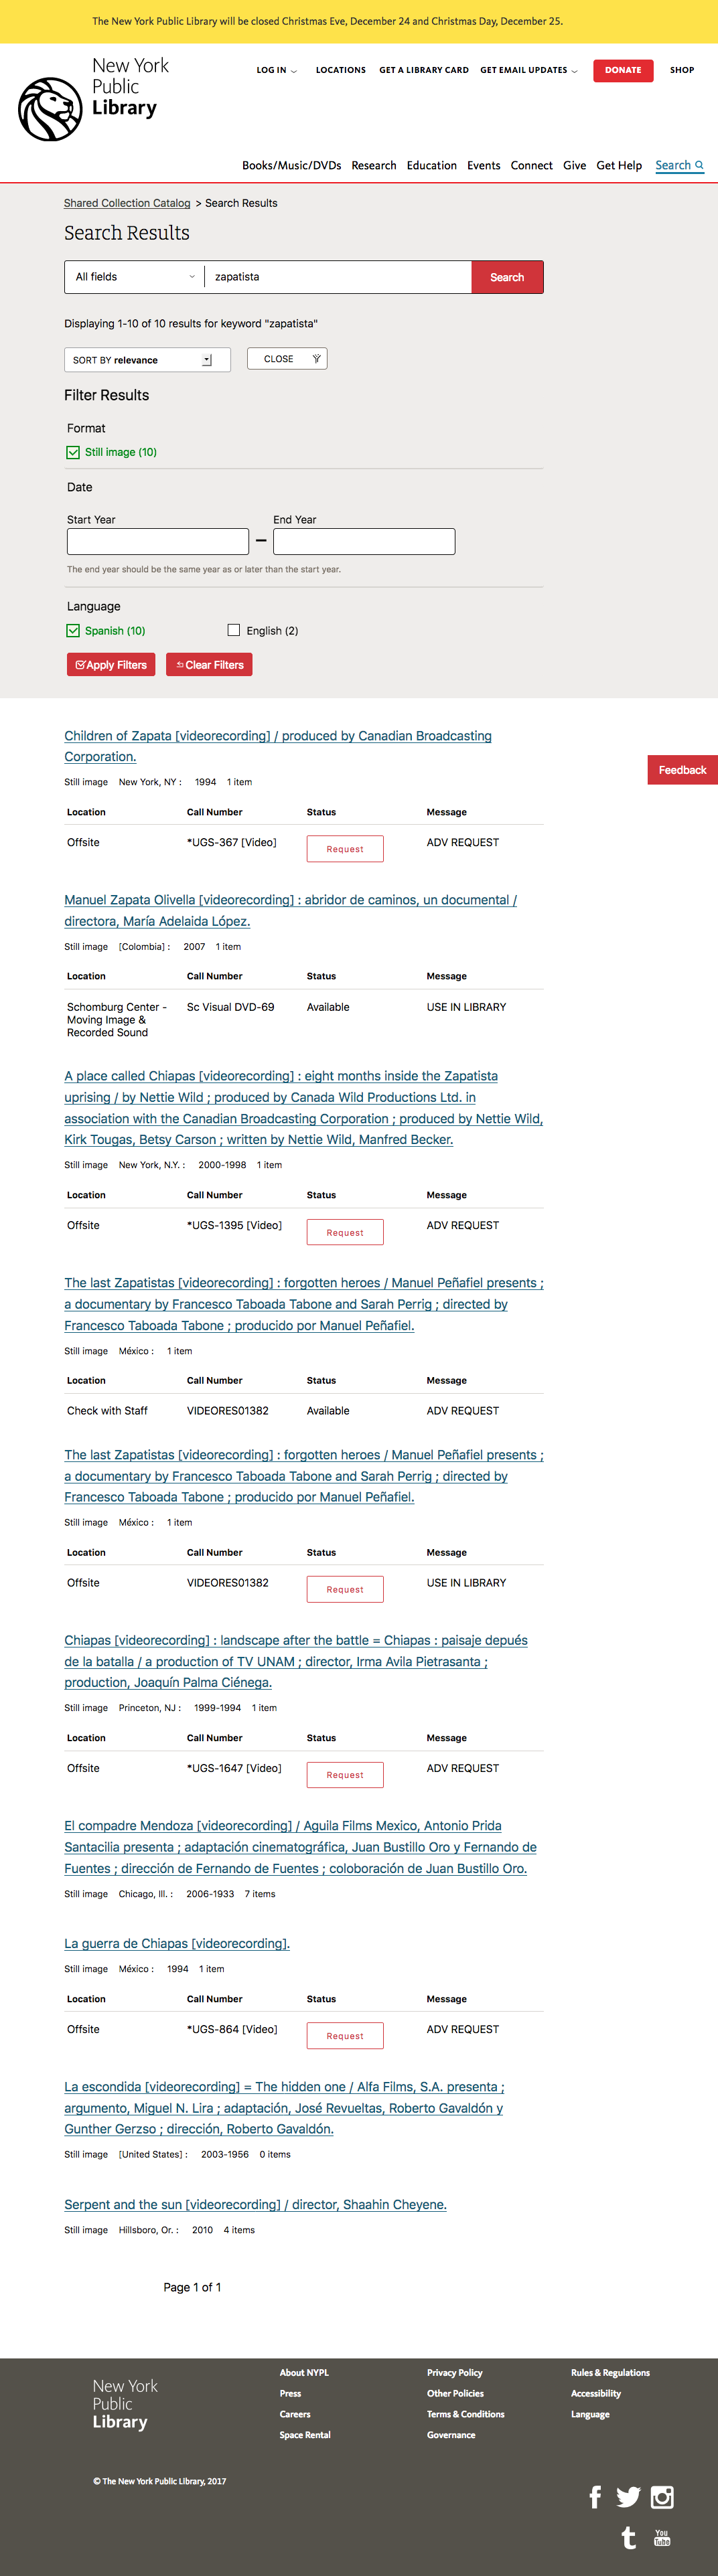 The New York Public Library will be closed Christmas Eve, December 24 and Christmas Day, December 25.
New York
Public
Library
LOG IN LOCATIONS GET A LIBRARY CARD GET EMAIL UPDATES DONATE SHOP
Books/Music/DVDs Research Education Events Connect Give Get Help Search
Shared Collection Catalog > Search Results
Search Results
All fields zapatista Search
Displaying 1-10 of 10 results for keyword "zapatista"
SORT BY relevance CLOSE
Filter Results
Format
Still image (10)
Date
Start Year End Year
The end year should be the same year as or later than the start year.
Language
Spanish (10) English (2)
Apply Filters Clear Filters
Children of Zapata [videorecording] / produced by Canadian Broadcasting
Corporation.
Feedback
Still image New York, NY : 1994 1 item
Location Call Number Status Message
Offsite *UGS-367 [Video] Request ADV REQUEST
Manuel Zapata Olivella [videorecording] : abridor de caminos, un documental /
directora, María Adelaida López.
Still image [Colombia] : 2007 1 item
Location Call Number Status Message
Schomburg Center - Sc Visual DVD-69 Available USE IN LIBRARY
Moving Image &
Recorded Sound
A place called Chiapas [videorecording] : eight months inside the Zapatista
uprising / by Nettie Wild ; produced by Canada Wild Productions Ltd. in
association with the Canadian Broadcasting Corporation ; produced by Nettie Wild,
Kirk Tougas, Betsy Carson ; written by Nettie Wild, Manfred Becker.
Still image New York, N.Y. : 2000-1998 1 item
Location Call Number Status Message
Offsite *UGS-1395 [Video] Request ADV REQUEST
The last Zapatistas [videorecording] : forgotten heroes / Manuel Peñafiel presents ;
a documentary by Francesco Taboada Tabone and Sarah Perrig ; directed by
Francesco Taboada Tabone ; producido por Manuel Peñafiel.
Still image México : 1 item
Location Call Number Status Message
Check with Staff VIDEORES01382 Available ADV REQUEST
The last Zapatistas [videorecording] : forgotten heroes / Manuel Peñafiel presents ;
a documentary by Francesco Taboada Tabone and Sarah Perrig ; directed by
Francesco Taboada Tabone ; producido por Manuel Peñafiel.
Still image México : 1 item
Location Call Number Status Message
Offsite VIDEORES01382 Request USE IN LIBRARY
Chiapas [videorecording] : landscape after the battle = Chiapas : paisaje depués
de la batalla / a production of TV UNAM ; director, Irma Avila Pietrasanta ;
production, Joaquín Palma Ciénega.
Still image Princeton, NJ : 1999-1994 1 item
Location Call Number Status Message
Offsite *UGS-1647 [Video] Request ADV REQUEST
El compadre Mendoza [videorecording] / Aguila Films Mexico, Antonio Prida
Santacilia presenta ; adaptación cinematográfica, Juan Bustillo Oro y Fernando de
Fuentes ; dirección de Fernando de Fuentes ; coloboración de Juan Bustillo Oro.
Still image Chicago, Ill. : 2006-1933 7 items
La guerra de Chiapas [videorecording].
Still image México : 1994 1 item
Location Call Number Status Message
Offsite *UGS-864 [Video] Request ADV REQUEST
La escondida [videorecording] = The hidden one / Alfa Films, S.A. presenta ;
argumento, Miguel N. Lira ; adaptación, José Revueltas, Roberto Gavaldón y
Gunther Gerzso ; dirección, Roberto Gavaldón.
Still image [United States] : 2003-1956 0 items
Serpent and the sun [videorecording] / director, Shaahin Cheyene.
Still image Hillsboro, Or. : 2010 4 items
Page 1 of 1
New York
Public
Library
About NYPL Privacy Policy Rules & Regulations
Press Other Policies Accessibility
Careers Terms & Conditions Language
Space Rental Governance
© The New York Public Library, 2017
You
Tube